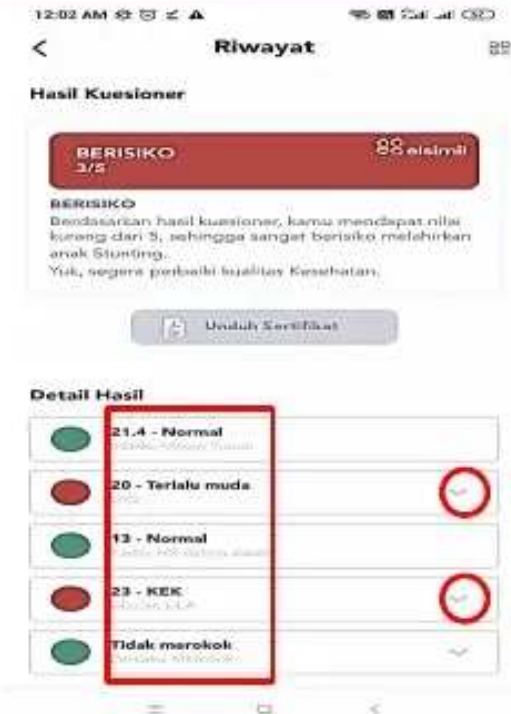 12:02 AM
Riwayat
Hasil Kuesioner
BERISIKO
elsimil
3/5
BERISIKO
Berdasarkan hasil kuesioner, kamu mendapat nilai
kurang dari 5, sehingga sangat berisiko melahirkan
anak Stunting.
Yuk, segera perbaiki kualitas Kesehatan.
Unduh Sertifikat
Detail Hasil
21.4 - Normal
20 - Terlalu muda
13 - Normal
23 - KEK
Tidak merokok